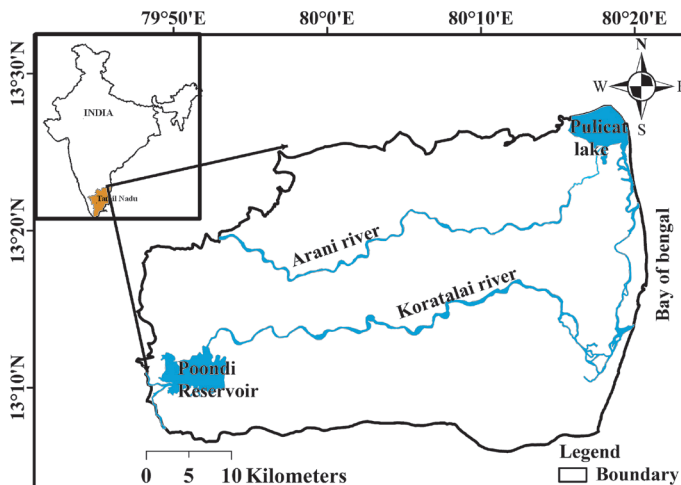 79°50'E 80°0'E 80°10'E 80°20'E
13°30'N
13°20'N
13°10'N
INDIA
Tamil Nadu
N
W E
S
Pulicat
lake
Arani river
Koratalai river
Bay of bengal
Poondi
Reservoir
0 5 10 Kilometers
Legend
Boundary